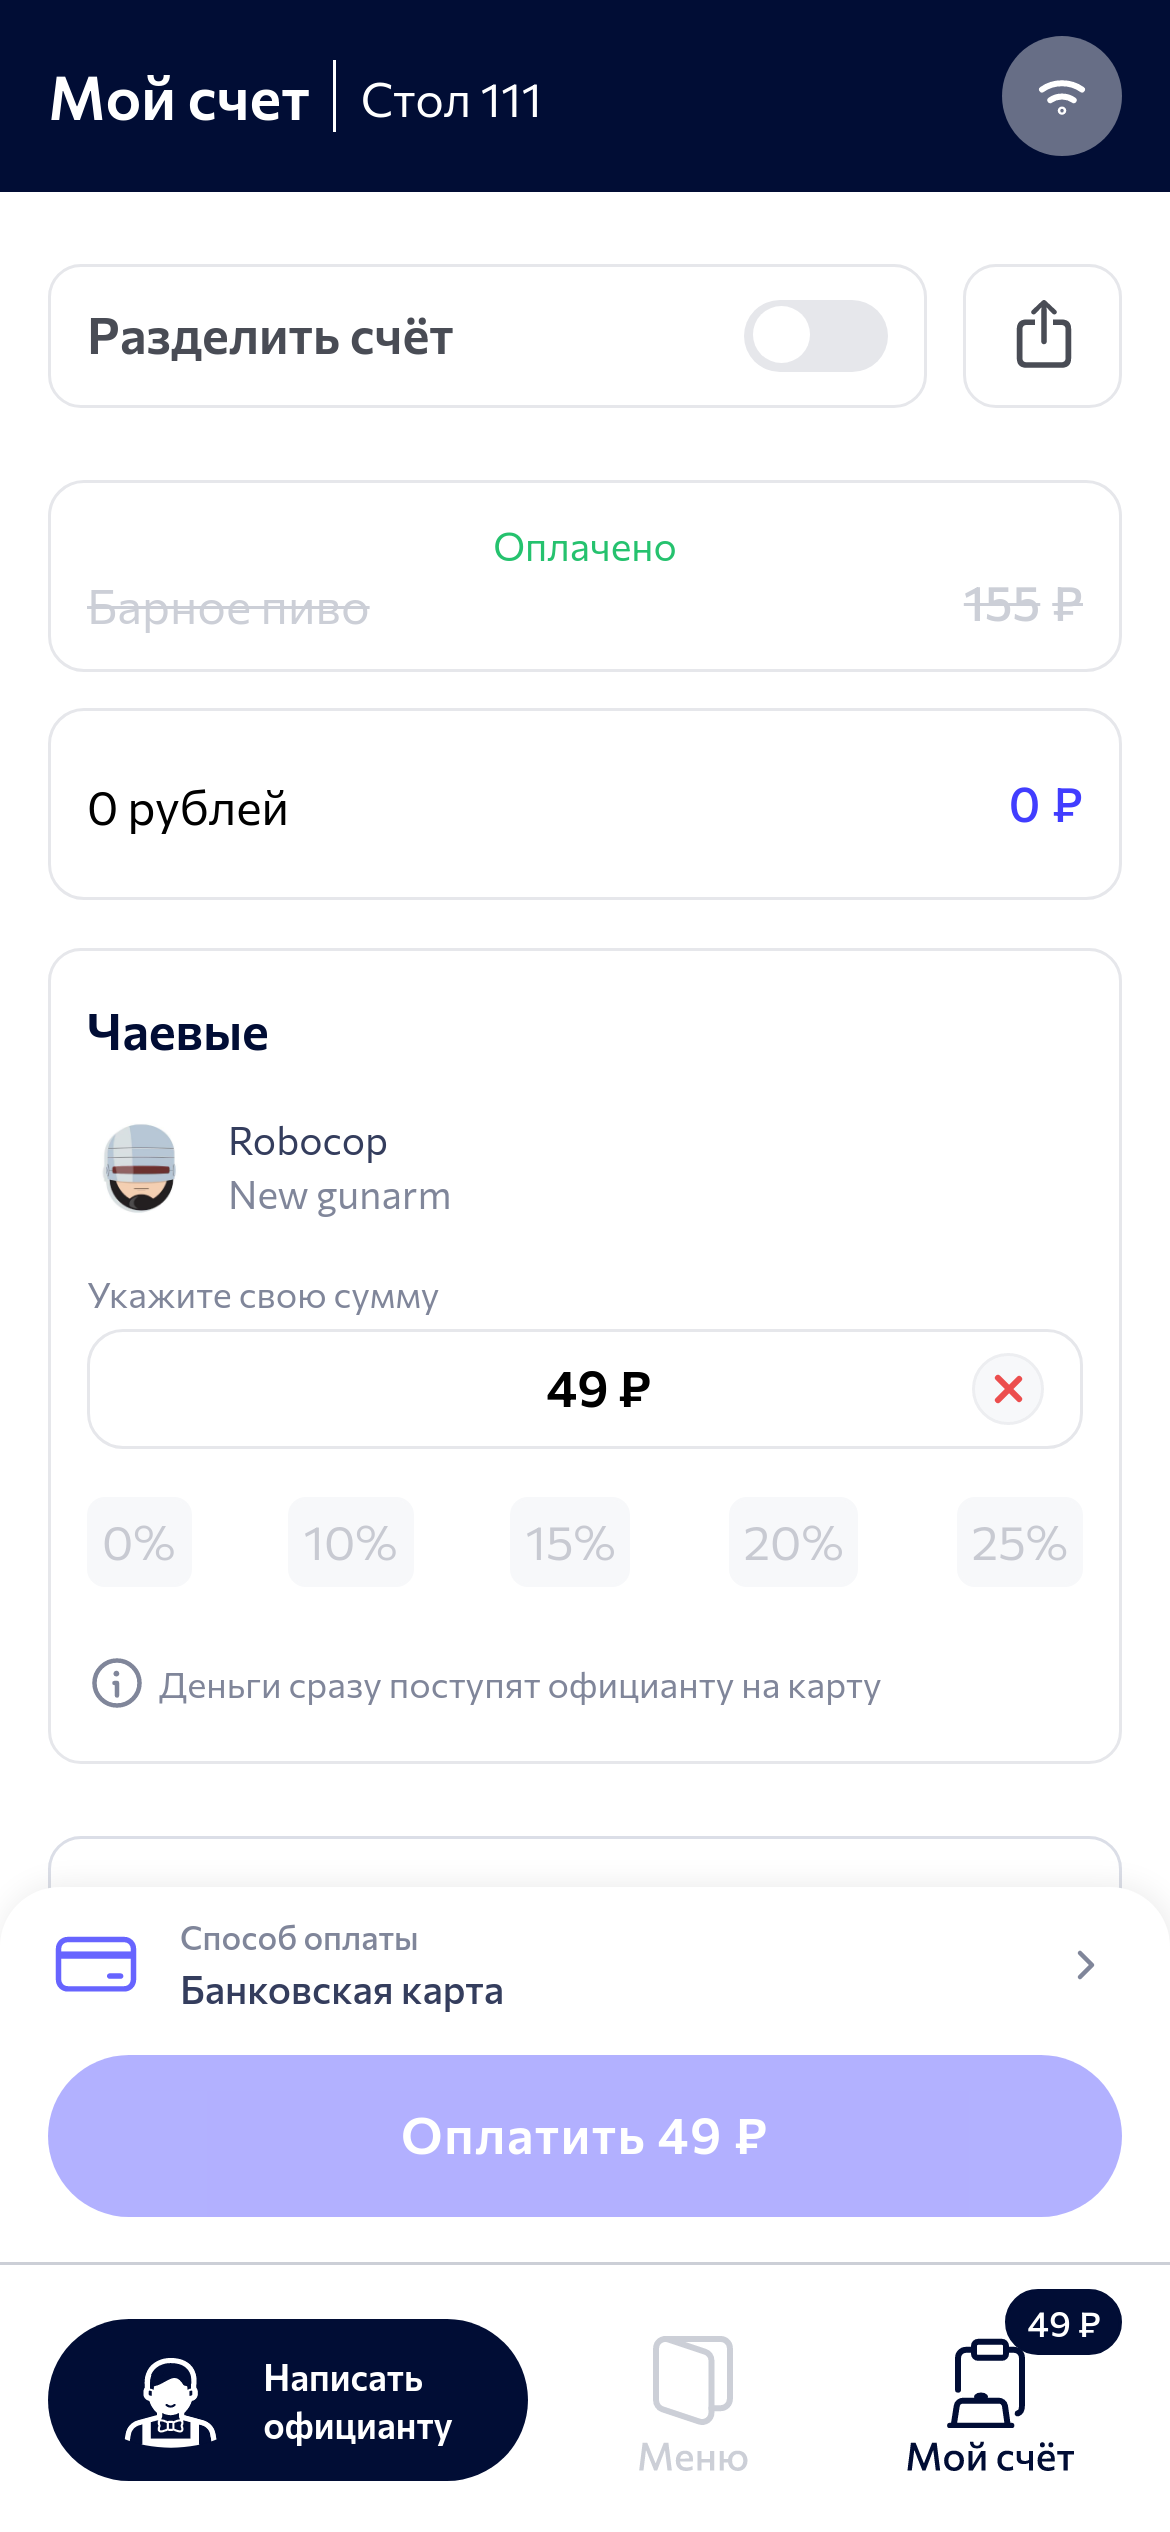 Мой счет
Стол 111
Разделить счёт
Оплачено
Барное пиво
155 ₽
0 рублей
0 ₽
Чаевые
Robocop
New gunarm
Укажите свою сумму
49 ₽
0%
10%
15%
20%
25%
Деньги сразу поступят официанту на карту
Способ оплаты
Банковская карта
Оплатить 49 ₽
Написать
официанту
Меню
49 ₽
Мой счёт